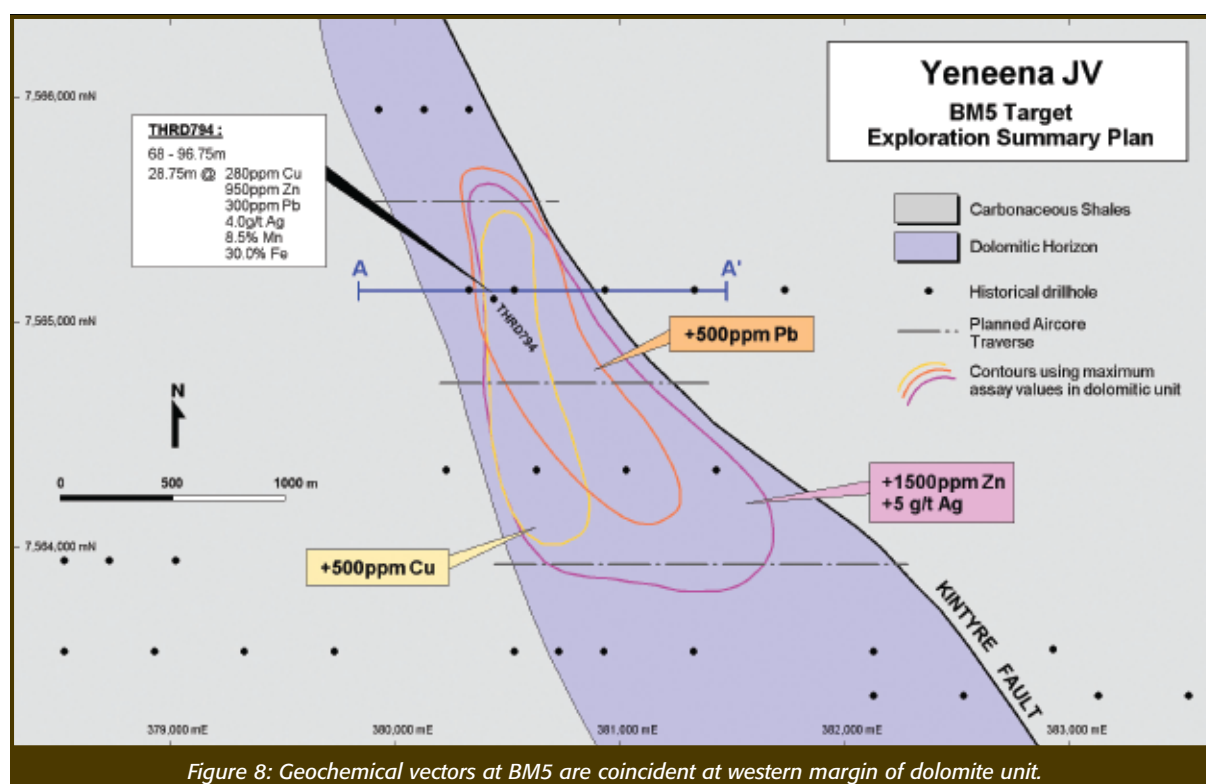 Yeneena JV
BM5 Target
Exploration Summary Plan
7,566,000 mN
THRD794 :
68 - 96.75m
28.75m @ 280ppm Cu
950ppm Zn
300ppm Pb
4.0g/t Ag
8.5% Mn
30.0% Fe
Carbonaceous Shales
Dolomitic Horizon
Historical drillhole
Planned Aircore
Traverse
Contours using maximum
assay values in dolomitic unit
A
A'
THRD794
7,565,000 mN
+500ppm Pb
N
0 500 1000 m
+1500ppm Zn
+5 g/t Ag
7,564,000 mN
+500ppm Cu
KINTYRE FAULT
379,000 mE
380,000 mE
381,000 mE
382,000 mE
383,000 mE
Figure 8: Geochemical vectors at BM5 are coincident at western margin of dolomite unit.